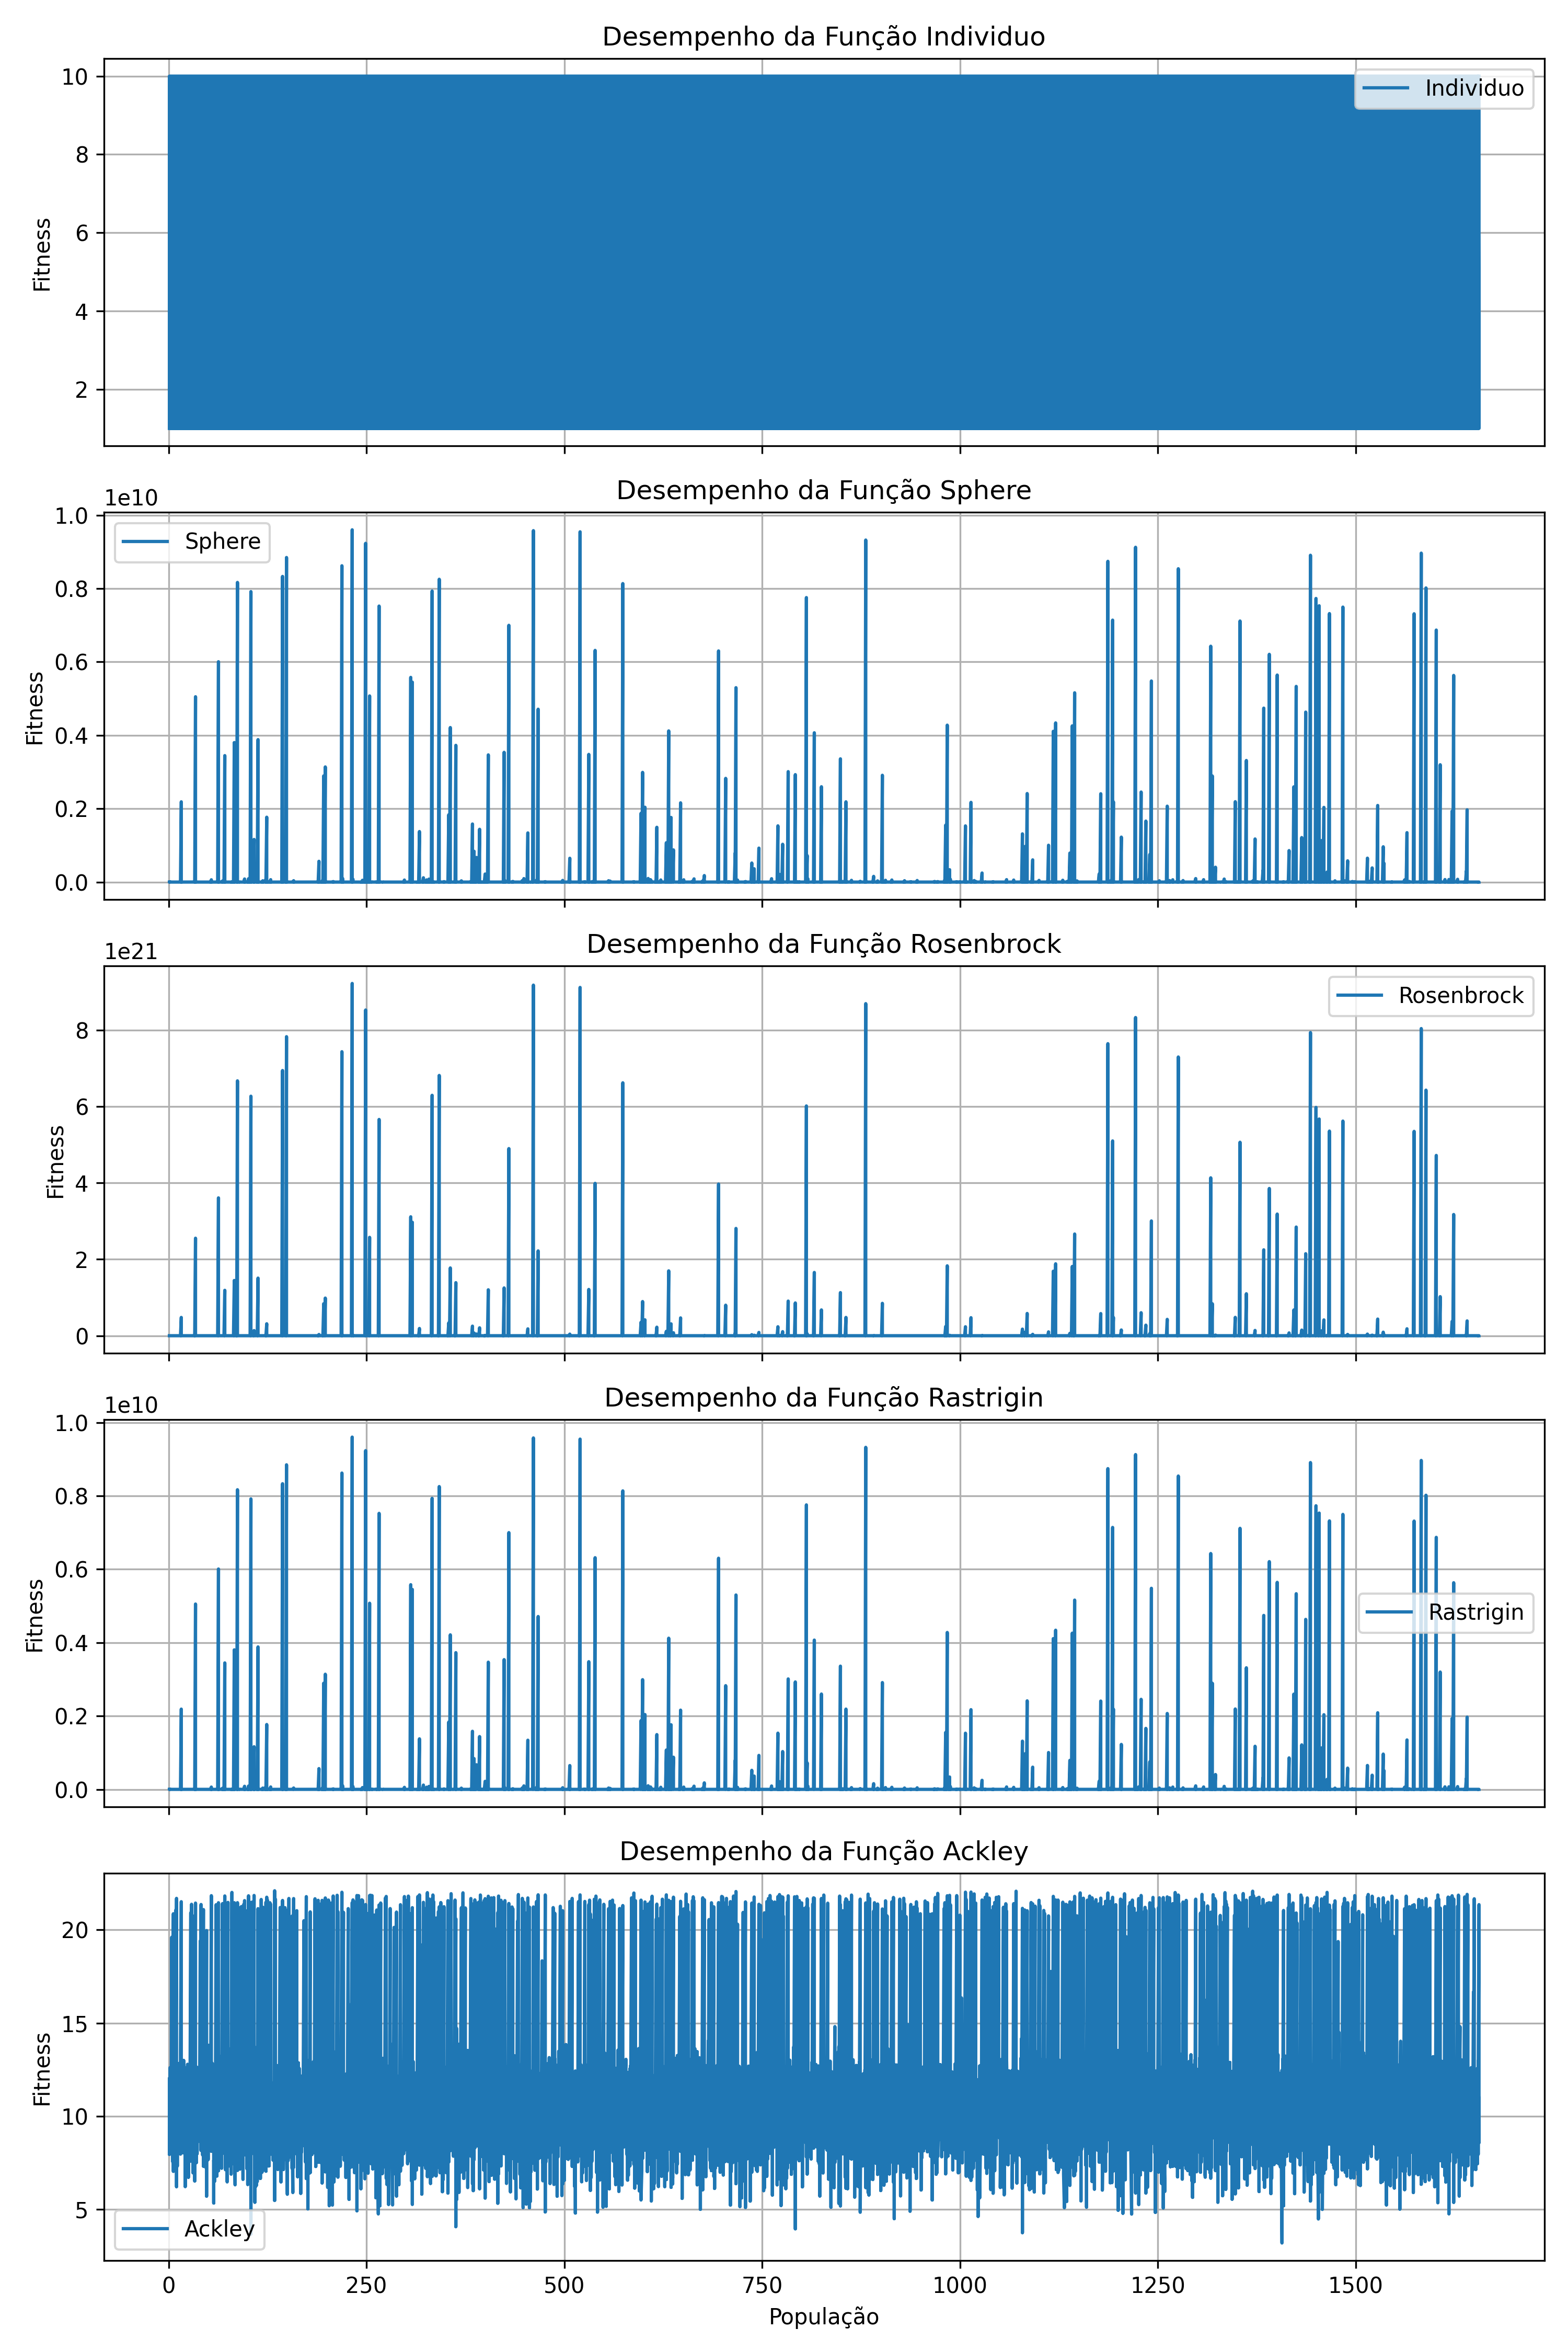 Desempenho da Função Individuo
10
8
6
4
2
Fitness
Individuo
Desempenho da Função Sphere
1e10
1.0
0.8
0.6
0.4
0.2
0.0
Fitness
Sphere
Desempenho da Função Rosenbrock
1e21
8
6
4
2
0
Fitness
Rosenbrock
Desempenho da Função Rastrigin
1e10
1.0
0.8
0.6
0.4
0.2
0.0
Fitness
Rastrigin
Desempenho da Função Ackley
20
15
10
5
Fitness
Ackley
0 250 500 750 1000 1250 1500
População